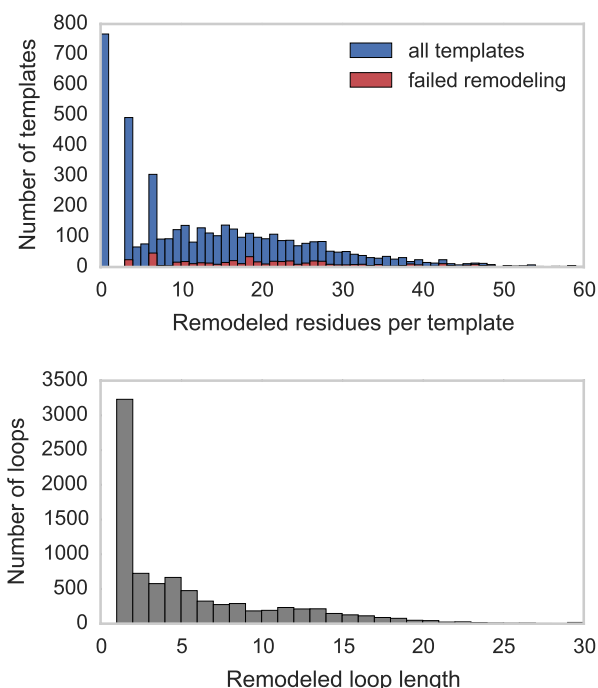 800
700
600
500
400
300
200
100
0
Number of templates
all templates
failed remodeling
0 10 20 30 40 50 60
Remodeled residues per template
3500
3000
2500
2000
1500
1000
500
0
Number of loops
0 5 10 15 20 25 30
Remodeled loop length